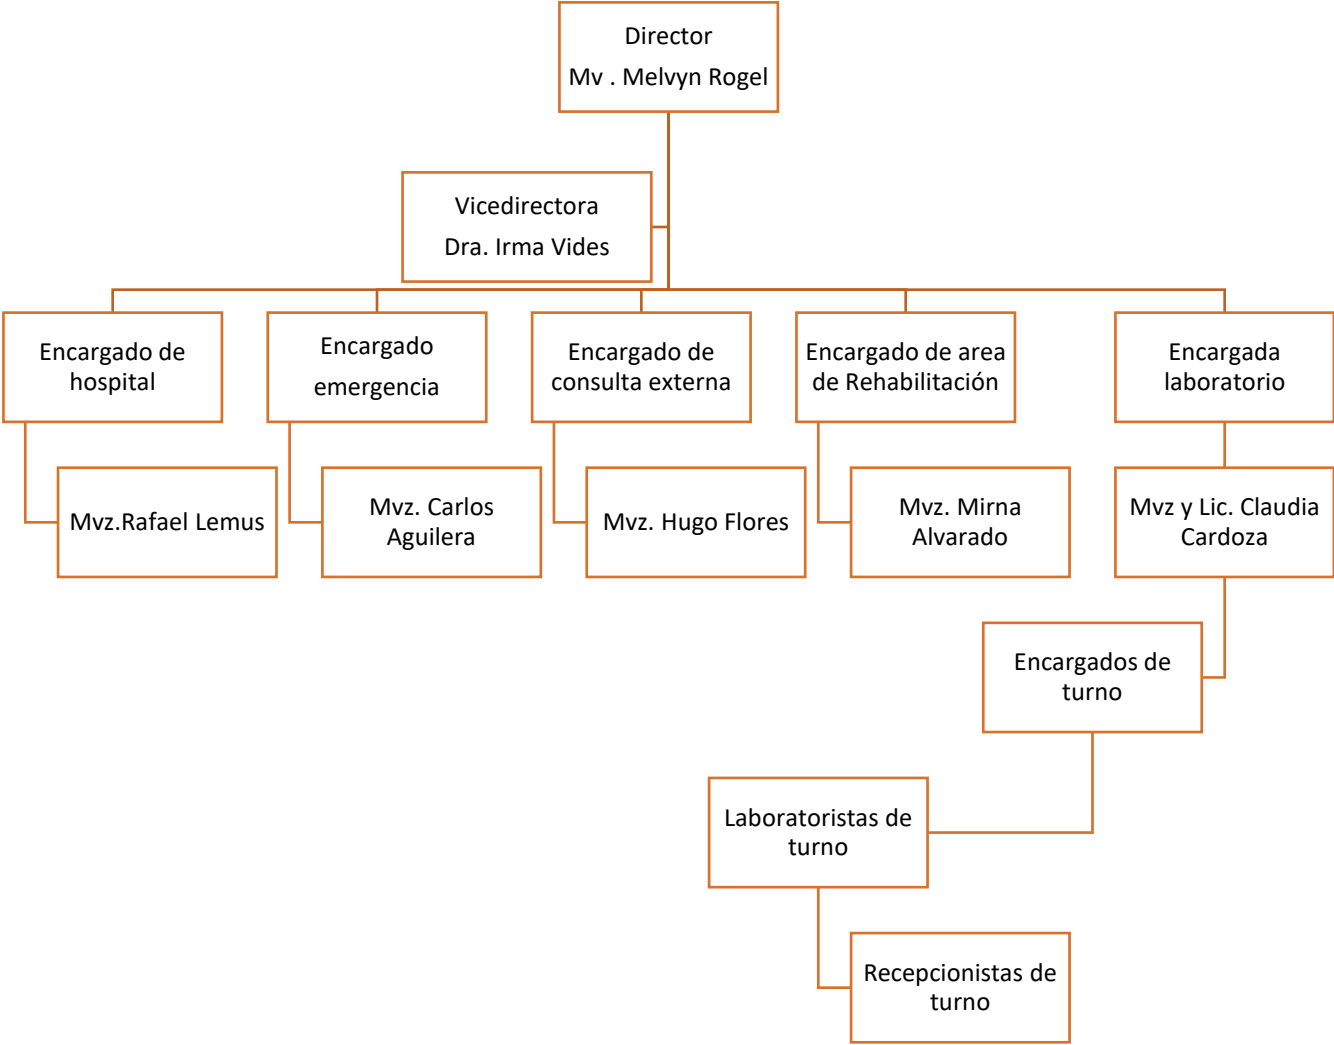 Director
Mv . Melvyn Rogel
Vicedirectora
Dra. Irma Vides
Encargado de
hospital
Encargado
emergencia
Encargado de
consulta externa
Encargado de area
de Rehabilitación
Encargada
laboratorio
Mvz.Rafael Lemus
Mvz. Carlos
Aguilera
Mvz. Hugo Flores
Mvz. Mirna
Alvarado
Mvz y Lic. Claudia
Cardoza
Encargados de
turno
Laboratoristas de
turno
Recepcionistas de
turno